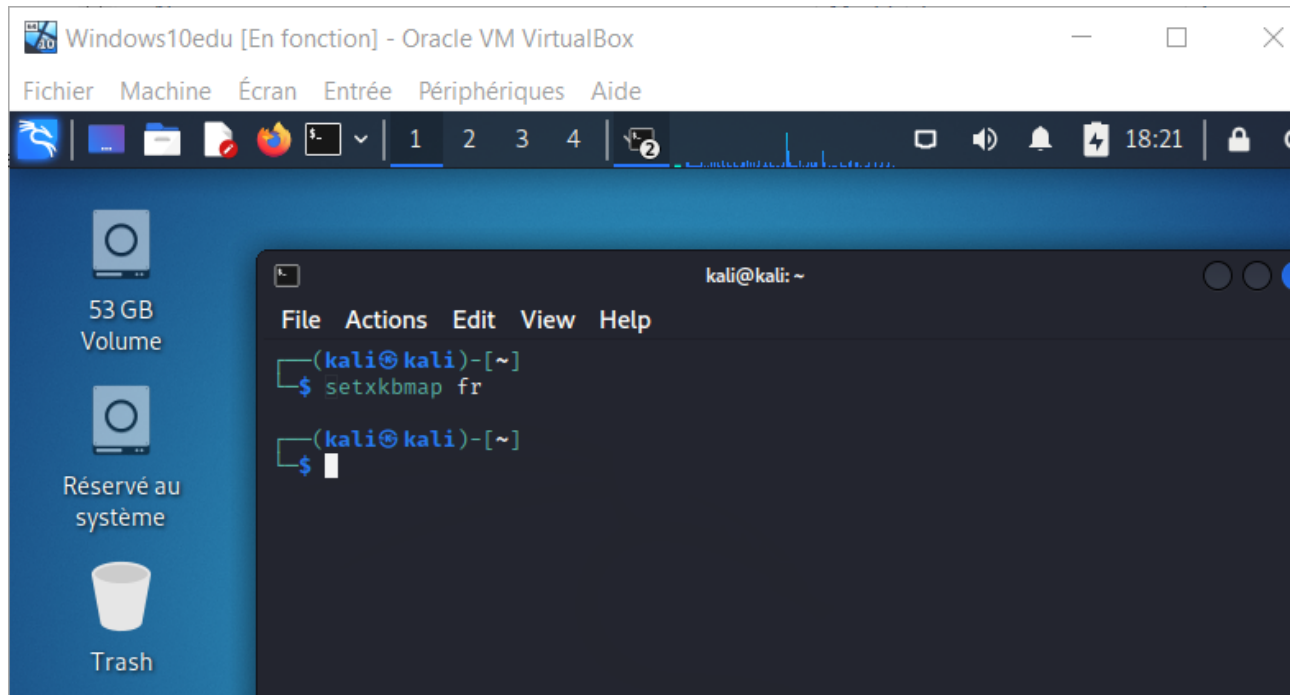 Windows10edu [En fonction] - Oracle VM VirtualBox
Fichier Machine Écran Entrée Périphériques Aide
1 2 3 4 2 18:21
kali@kali: ~
53 GB
Volume
File Actions Edit View Help
(kali㉿kali)-[~]
$ setxkbmap fr
(kali㉿kali)-[~]
$
Réservé au
système
Trash